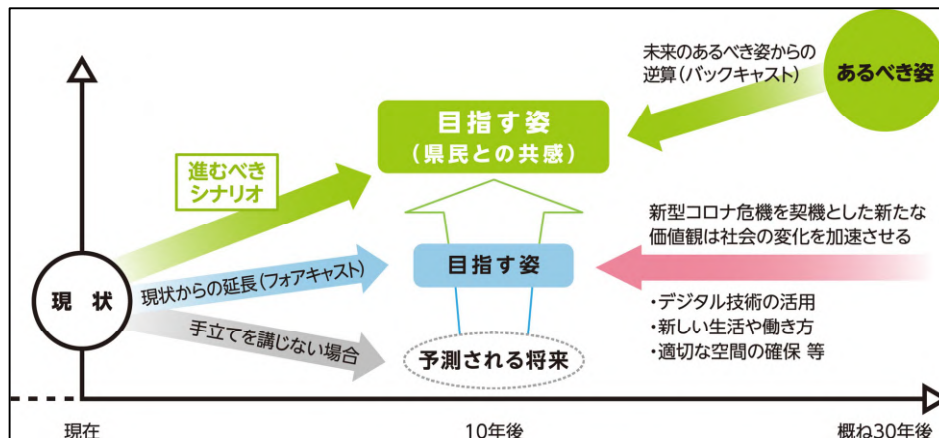 未来のあるべき姿からの
逆算(バックキャスト)
あるべき姿
目指す姿
(県民との共感)
進むべき
シナリオ
新型コロナ危機を契機とした新たな
価値観は社会の変化を加速させる
目指す姿
現状からの延長(フォアキャスト)
現状
・デジタル技術の活用
・新しい生活や働き方
・適切な空間の確保 等
手立てを講じない場合
予測される将来
現在
10年後
概ね30年後